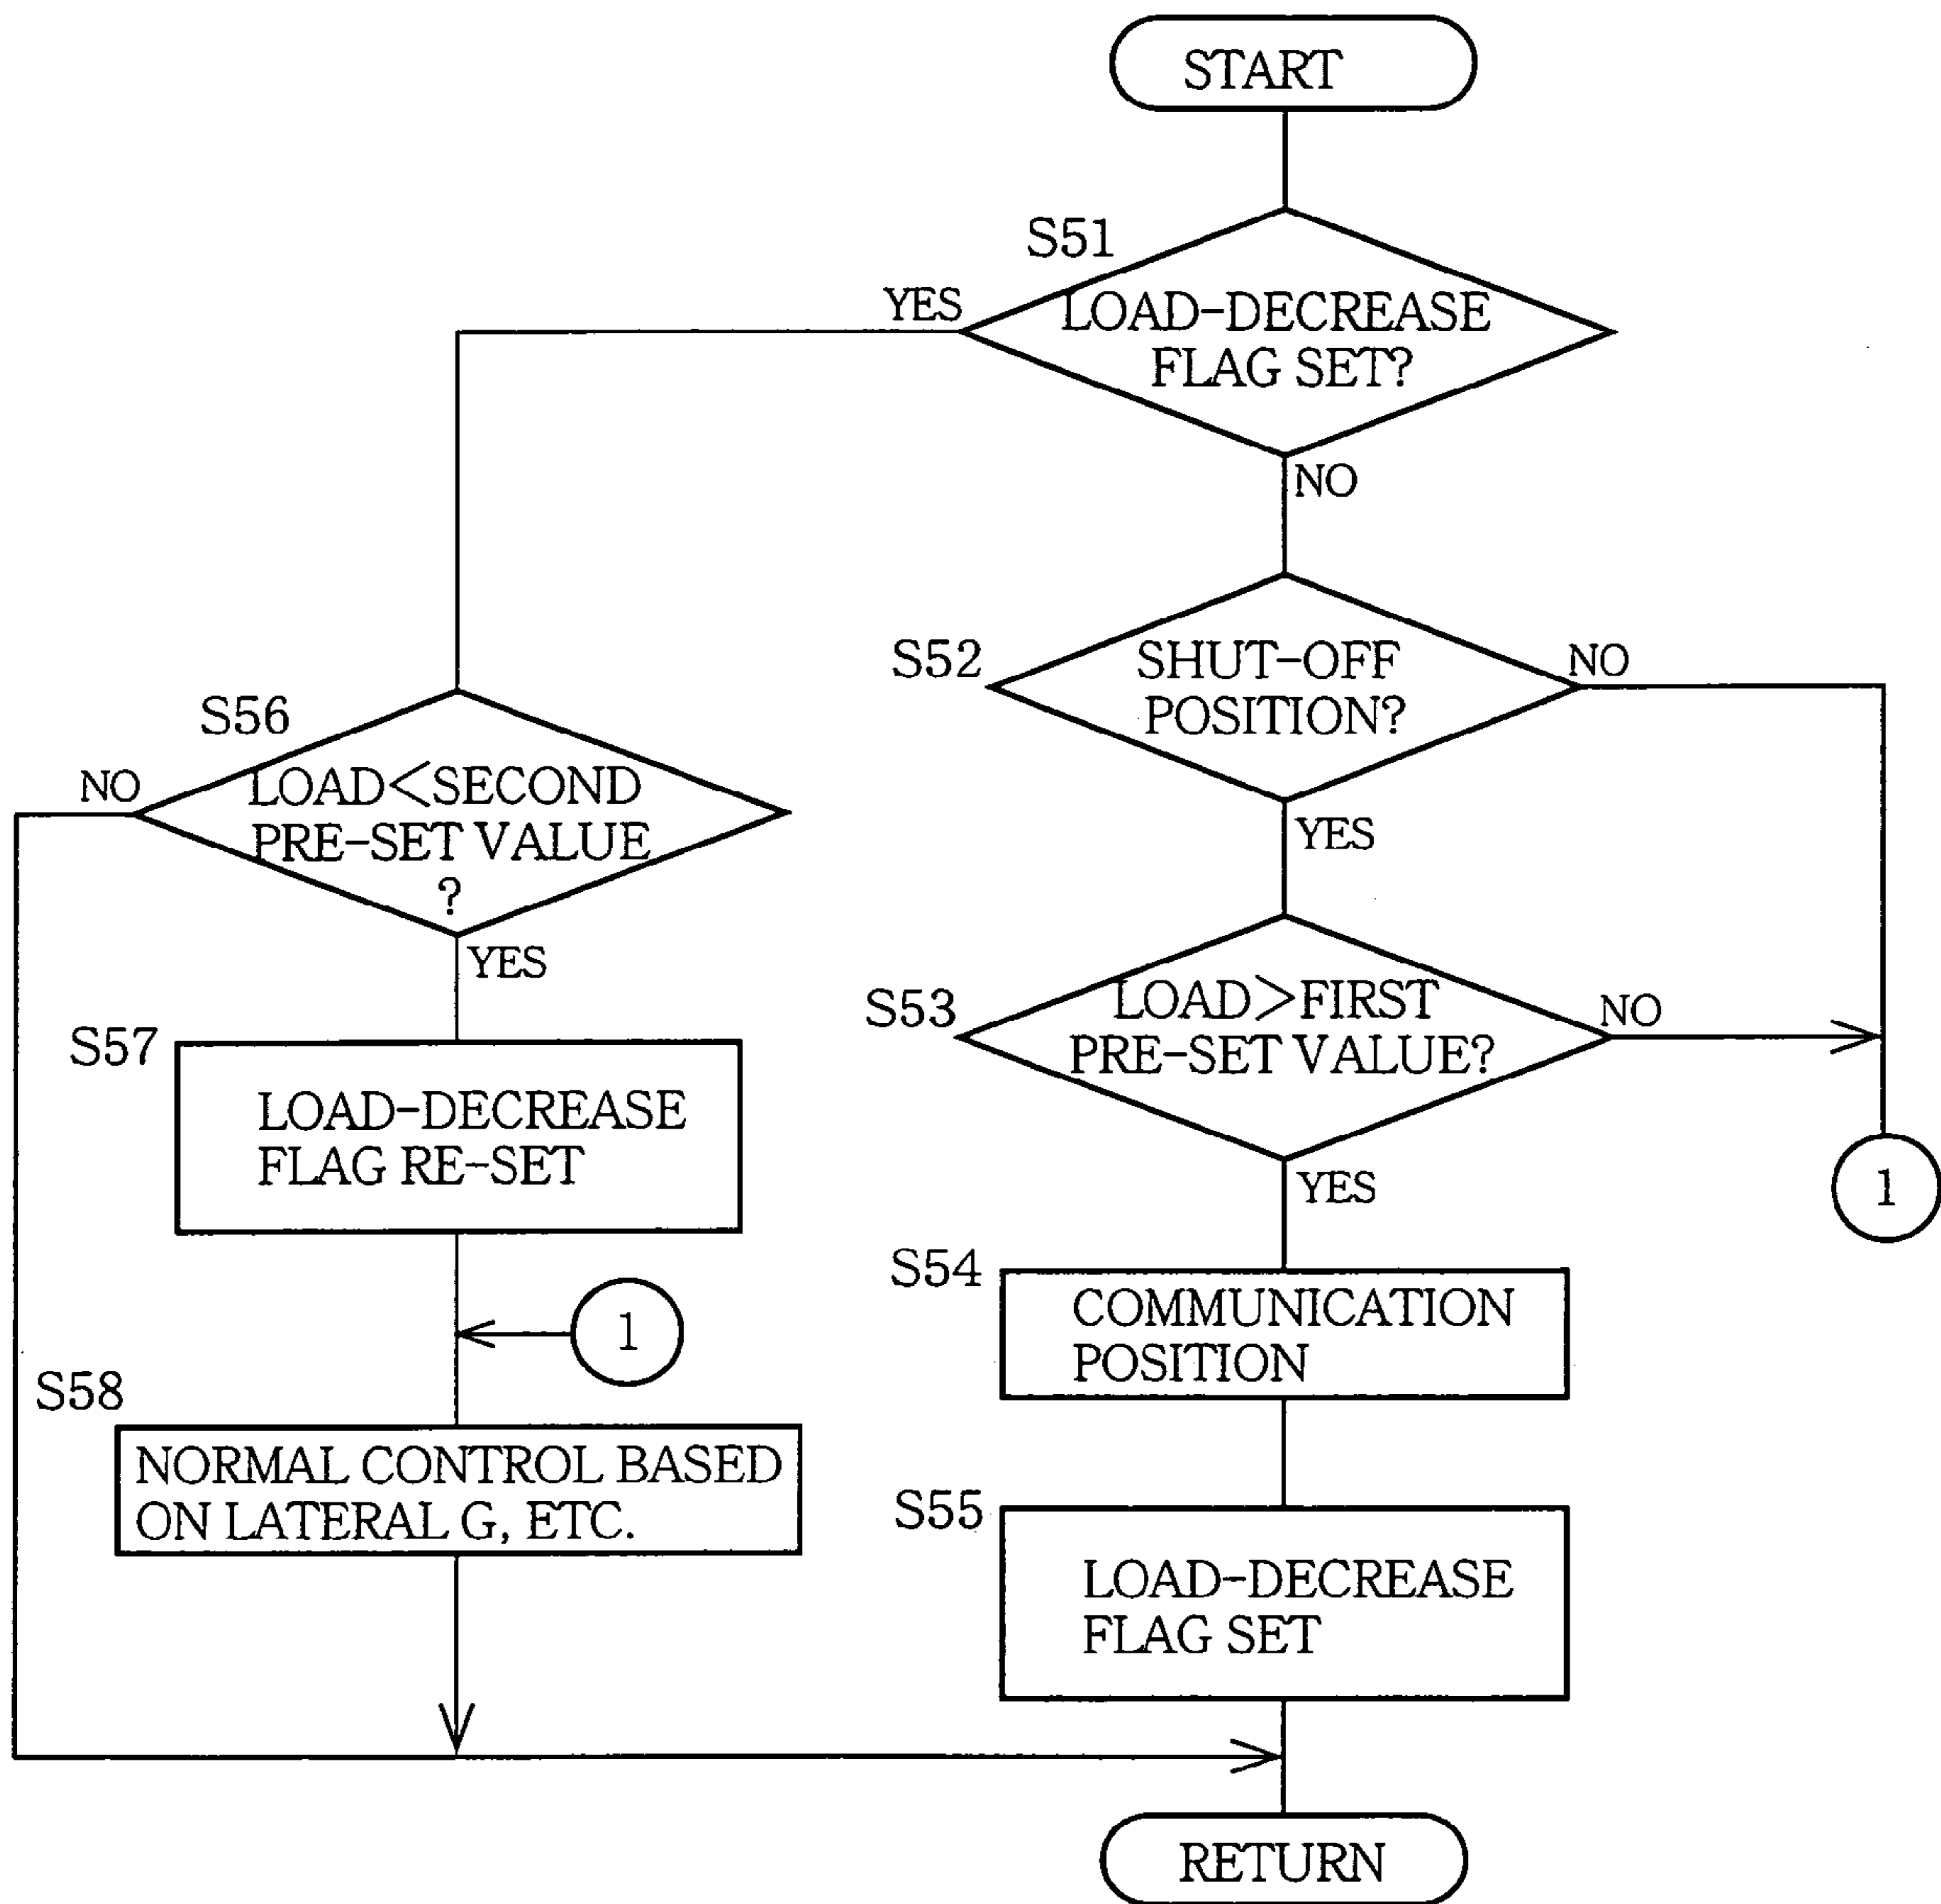 START
S51
YES
LOAD-DECREASE
FLAG SET?
NO
S52
SHUT-OFF
POSITION?
NO
YES
S56
NO
LOAD<SECOND
PRE-SET VALUE
?
YES
S53
LOAD>FIRST
PRE-SET VALUE?
NO
YES
S57
LOAD-DECREASE
FLAG RE-SET
1
S54
COMMUNICATION
POSITION
1
S58
NORMAL CONTROL BASED
ON LATERAL G, ETC.
S55
LOAD-DECREASE
FLAG SET
RETURN